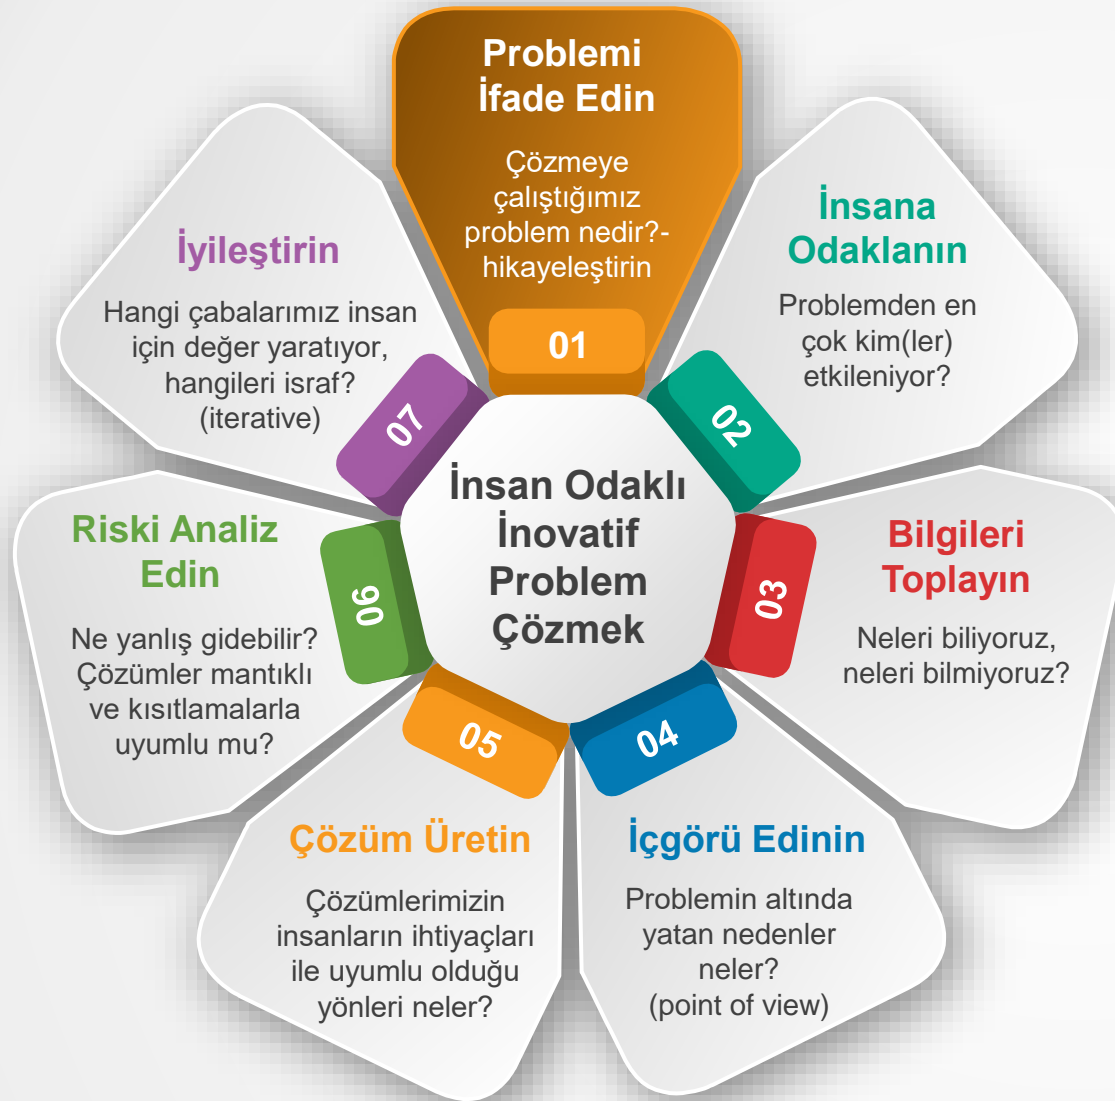 Problemi
İfade Edin
Çözmeye
çalıştığımız
problem nedir?-
hikayeleştirin
01
İnsana
Odaklanın
Problemden en
çok kim(ler)
etkileniyor?
02
Bilgileri
Toplayın
Neleri biliyoruz,
neleri bilmiyoruz?
03
İçgörü Edinin
Problemin altında
yatan nedenler
neler?
(point of view)
04
Çözüm Üretin
Çözümlerimizin
insanların ihtiyaçları
ile uyumlu olduğu
yönleri neler?
05
Riski Analiz
Edin
Ne yanlış gidebilir?
Çözümler mantıklı
ve kısıtlamalarla
uyumlu mu?
06
İyileştirin
Hangi çabalarımız insan
için değer yaratıyor,
hangileri israf?
(iterative)
07
İnsan Odaklı
İnovatif
Problem
Çözmek